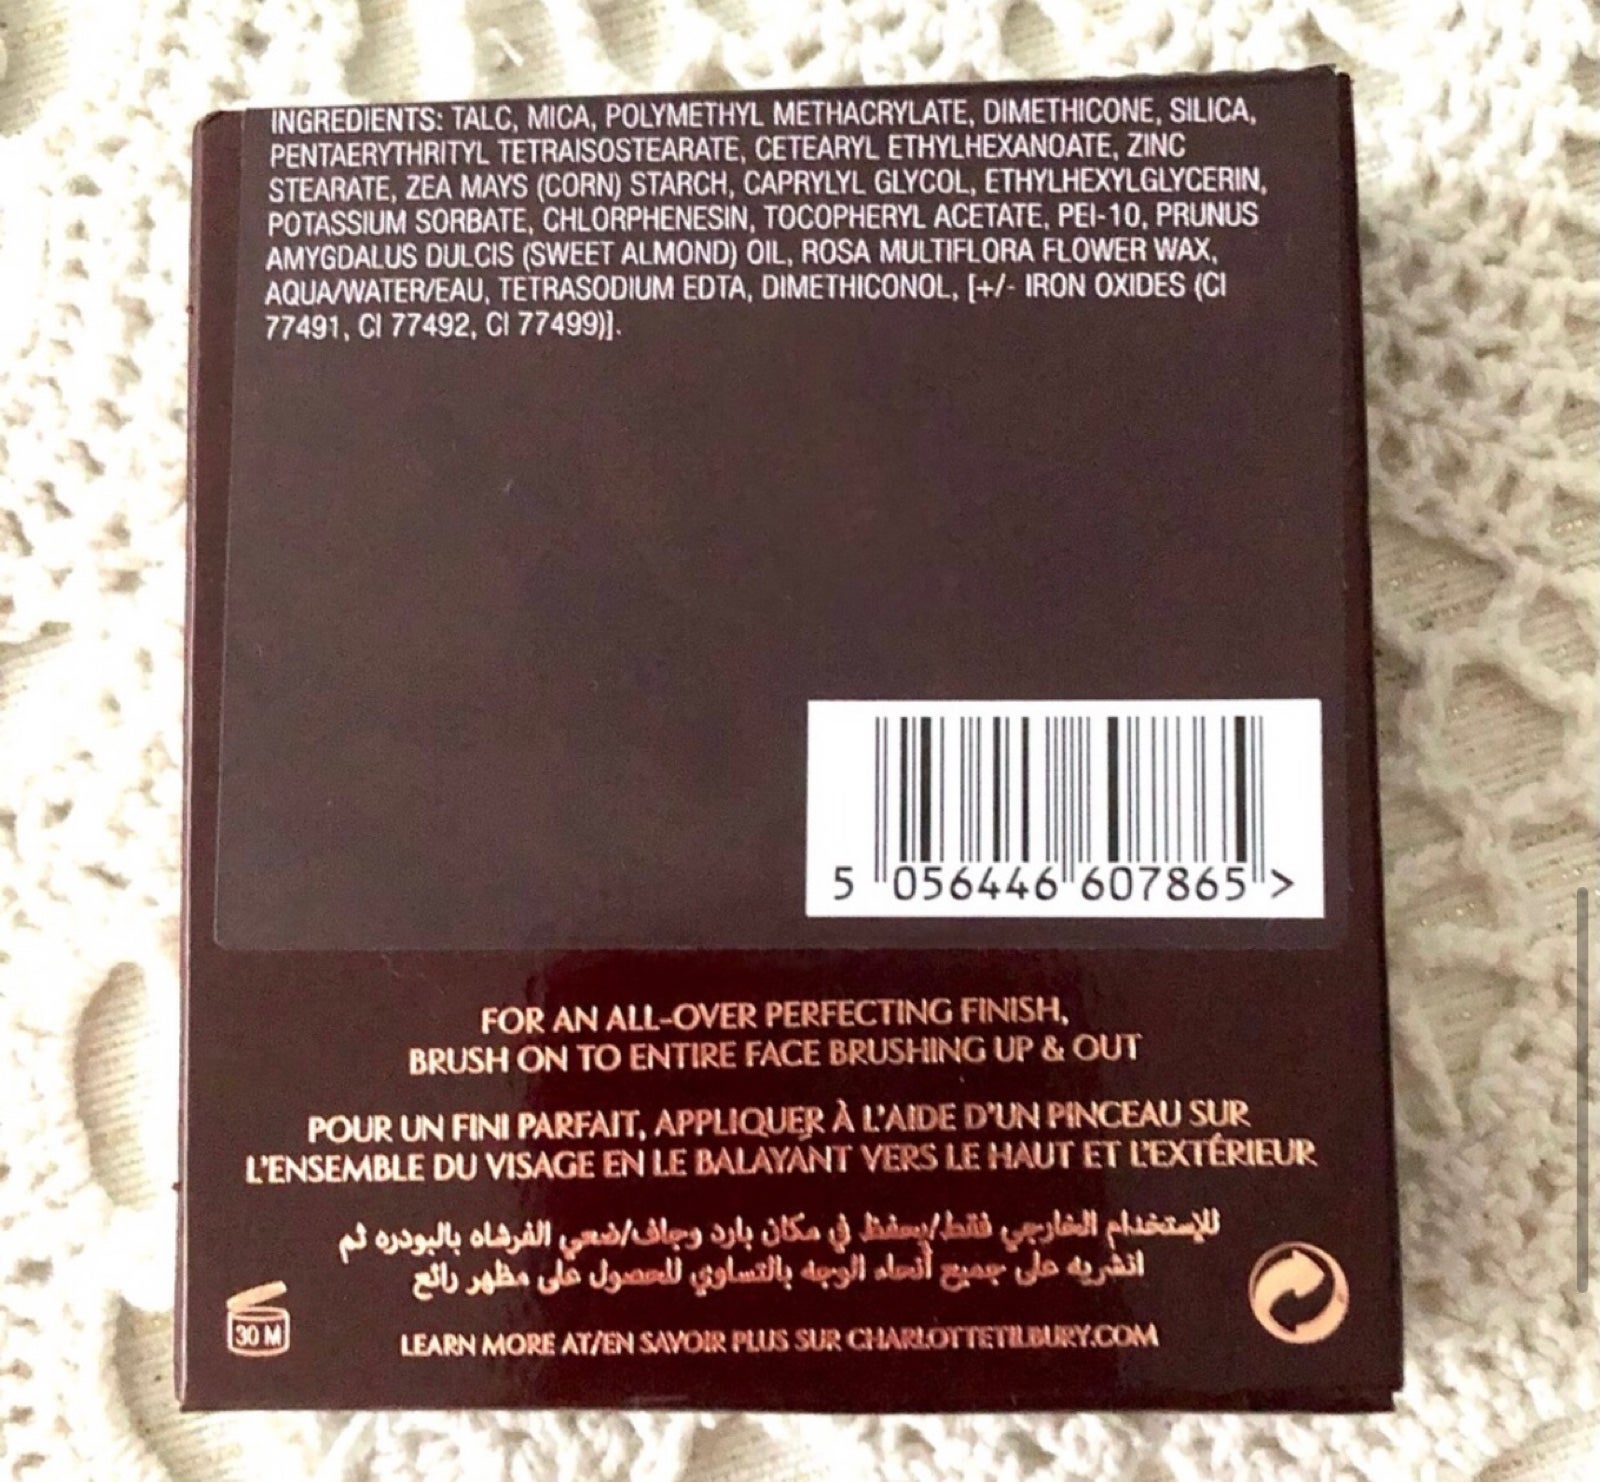 INGREDIENTS: TALC, MICA, POLYMETHYL METHACRYLATE, DIMETHICONE, SILICA,
PENTAERYTHRITYL TETRAISOSTEARATE, CETEARYL ETHYLHEXANOATE, ZINC
STEARATE, ZEA MAYS (CORN) STARCH, CAPRYLYL GLYCOL, ETHYLHEXYLGLYCERIN,
POTASSIUM SORBATE, CHLORPHENESIN, TOCOPHERYL ACETATE, PEI-10, PRUNUS
AMYGDALUS DULCIS (SWEET ALMOND) OIL, ROSA MULTIFLORA FLOWER WAX,
AQUA/WATER/EAU, TETRASODIUM EDTA, DIMETHICONOL, [+/- IRON OXIDES (CI
77491, CI 77492, CI 77499)].
5 056446 607865 >
FOR AN ALL-OVER PERFECTING FINISH,
BRUSH ON TO ENTIRE FACE BRUSHING UP & OUT
POUR UN FINI PARFAIT, APPLIQUER À L'AIDE D'UN PINCEAU SUR
L'ENSEMBLE DU VISAGE EN LE BALAYANT VERS LE HAUT ET L'EXTÉRIEUR
للإستخدام الخارجي فقط/يحفظ في مكان بارد وجاف/ضعي الفرشاه بالبودره ثم
انشريه على جميع أنحاء الوجه بالتساوي للحصول على مظهر رائع
30 M
LEARN MORE AT/EN SAVOIR PLUS SUR CHARLOTTETILBURY.COM